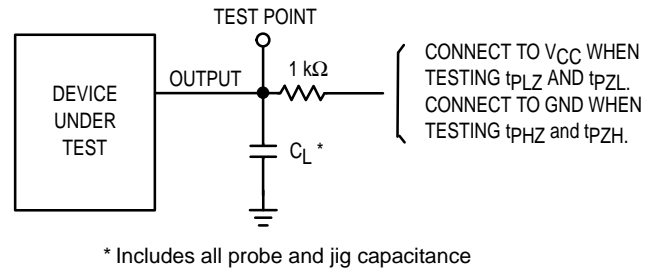 TEST POINT
DEVICE
UNDER
TEST
OUTPUT
1 kΩ
CL *
CONNECT TO VCC WHEN
TESTING tPLZ AND tPZL.
CONNECT TO GND WHEN
TESTING tPHZ and tPZH.
* Includes all probe and jig capacitance